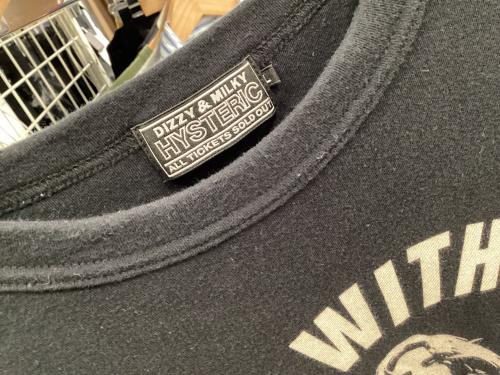 DIZZY & MILKY
HYSTERIC
ALL TICKETS SOLD OUT
L
WITH